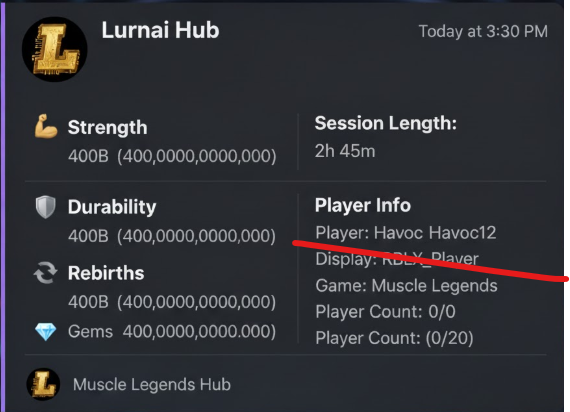 L
Lurnai Hub
Today at 3:30 PM
Strength
400B (400,0000,0000,000)
Session Length:
2h 45m
Durability
400B (400,0000,0000,000)
Rebirths
400B (400,0000,0000,000)
Gems 400,0000,0000.000)
Player Info
Player: Havoc Havoc12
Display: RBLX_Player
Game: Muscle Legends
Player Count: 0/0
Player Count: (0/20)
L
Muscle Legends Hub